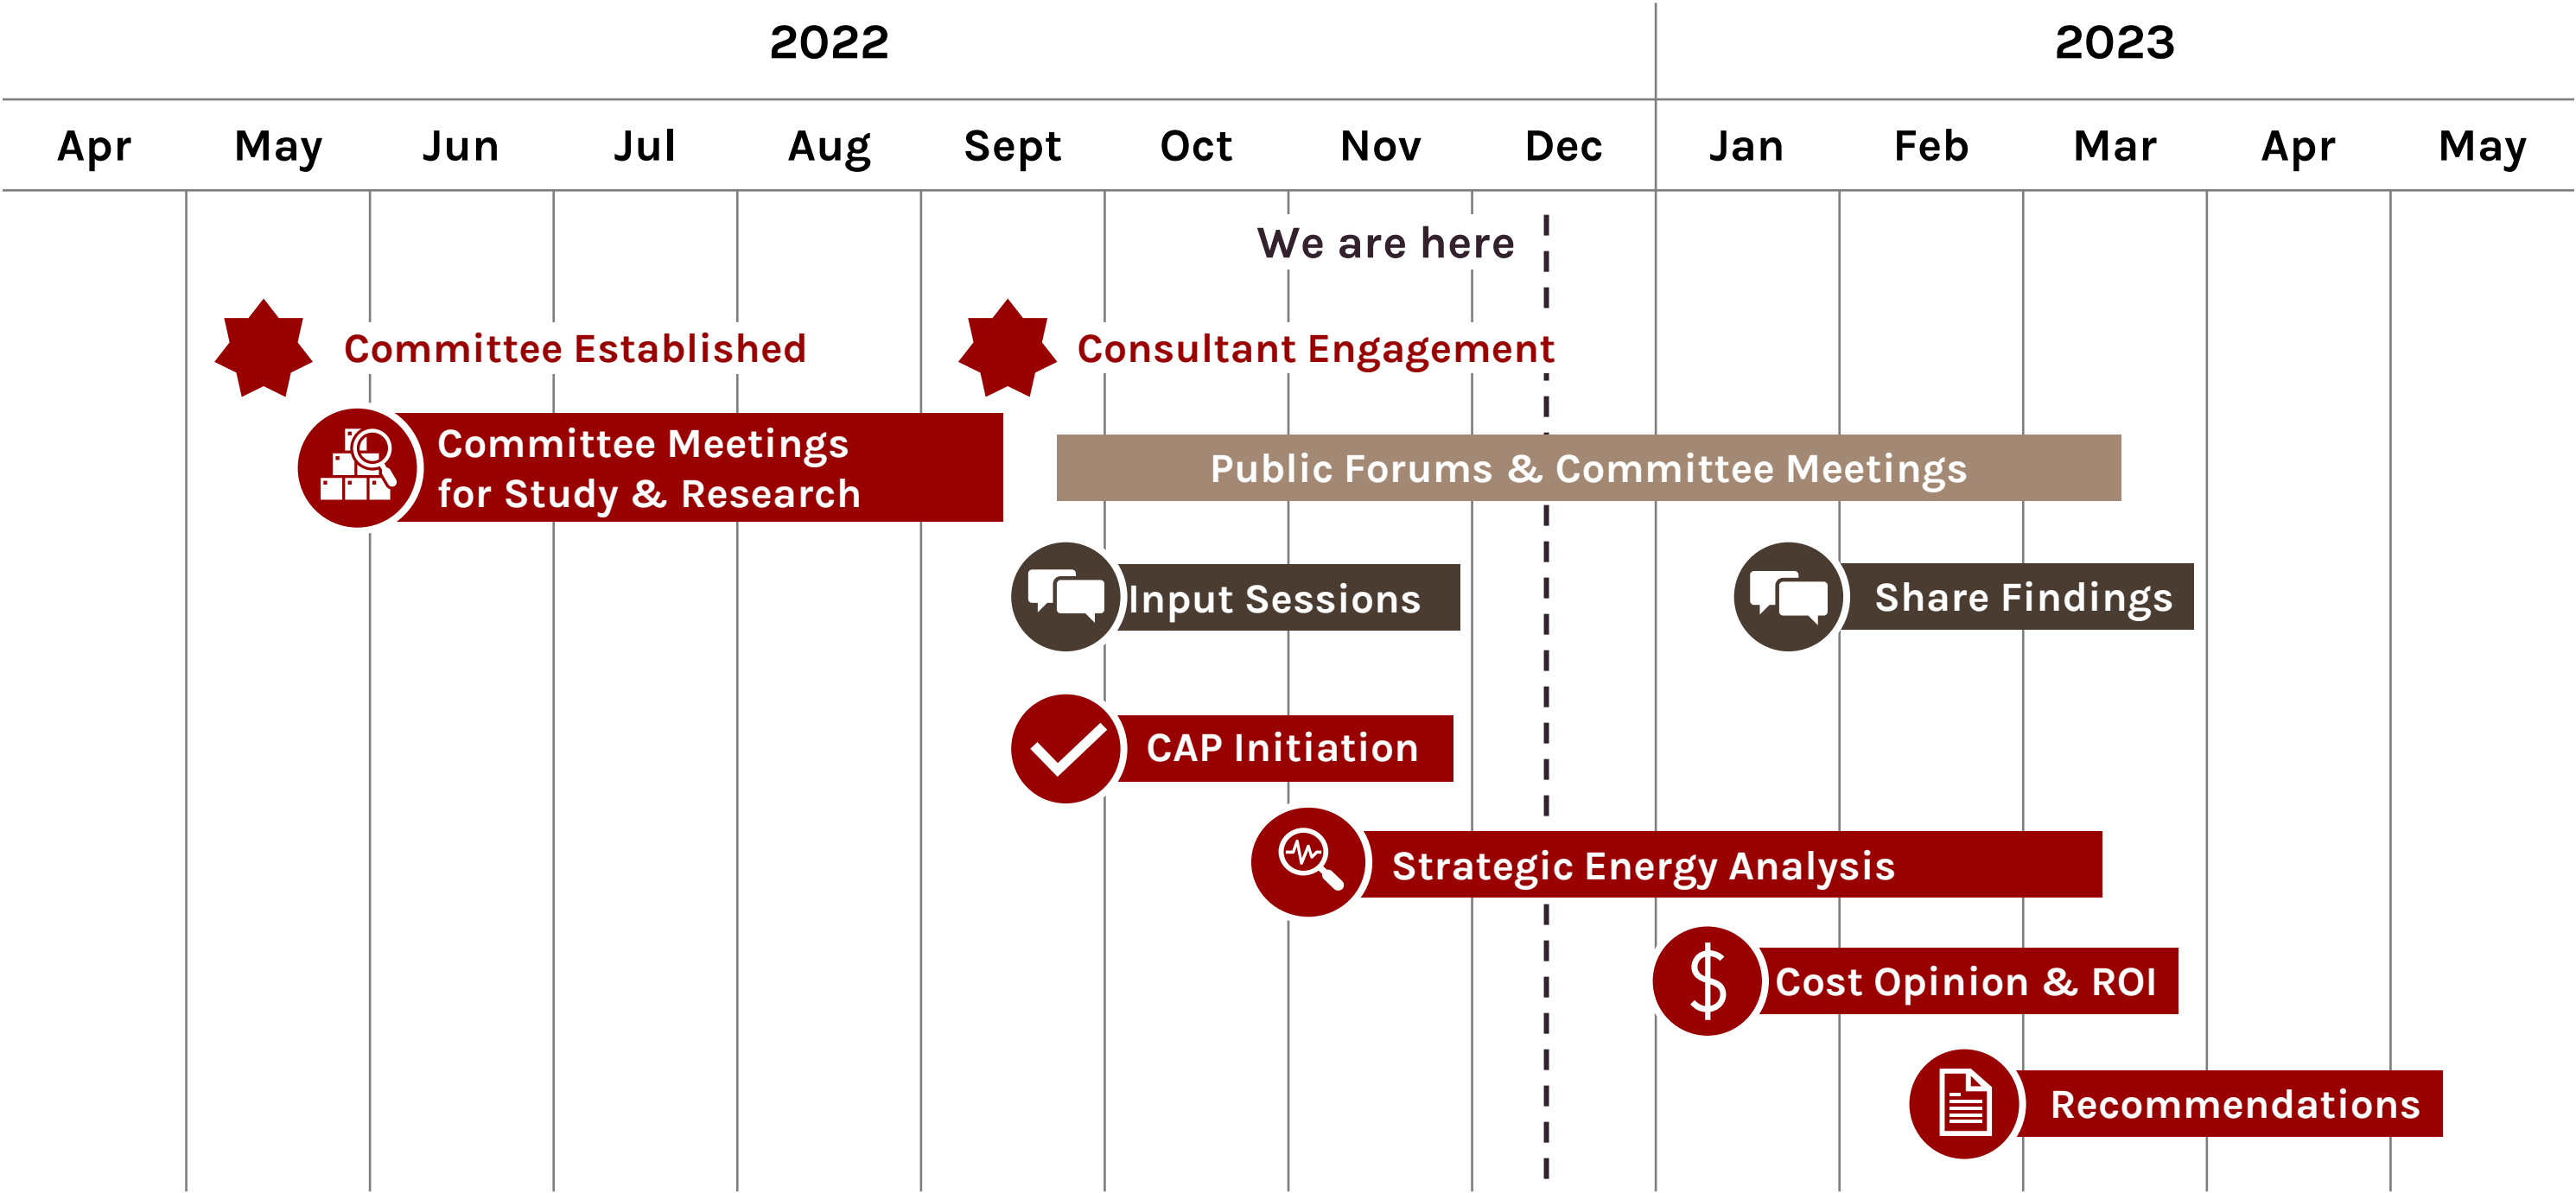 2022
2023
Apr May Jun Jul Aug Sept Oct Nov Dec Jan Feb Mar Apr May
We are here
Committee Established
Consultant Engagement
Committee Meetings
for Study & Research
Public Forums & Committee Meetings
Input Sessions
Share Findings
CAP Initiation
Strategic Energy Analysis
$
Cost Opinion & ROI
Recommendations